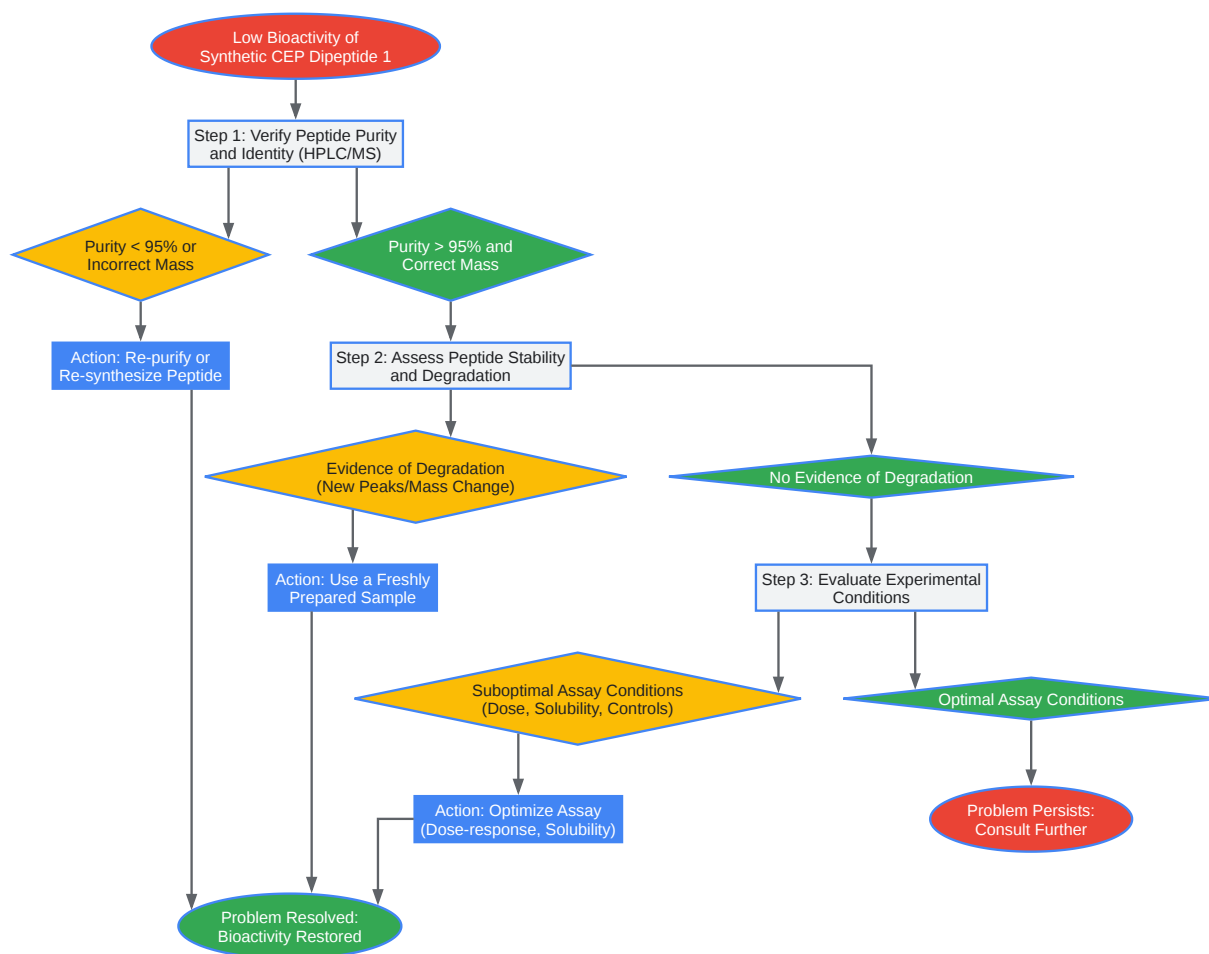 Low Bioactivity of
Synthetic CEP Dipeptide 1
Step 1: Verify Peptide Purity
and Identity (HPLC/MS)
Purity < 95% or
Incorrect Mass
Purity > 95% and
Correct Mass
Action: Re-purify or
Re-synthesize Peptide
Step 2: Assess Peptide Stability
and Degradation
Evidence of Degradation
(New Peaks/Mass Change)
No Evidence of Degradation
Action: Use a Freshly
Prepared Sample
Step 3: Evaluate Experimental
Conditions
Suboptimal Assay Conditions
(Dose, Solubility, Controls)
Optimal Assay Conditions
Action: Optimize Assay
(Dose-response, Solubility)
Problem Persists:
Consult Further
Problem Resolved:
Bioactivity Restored